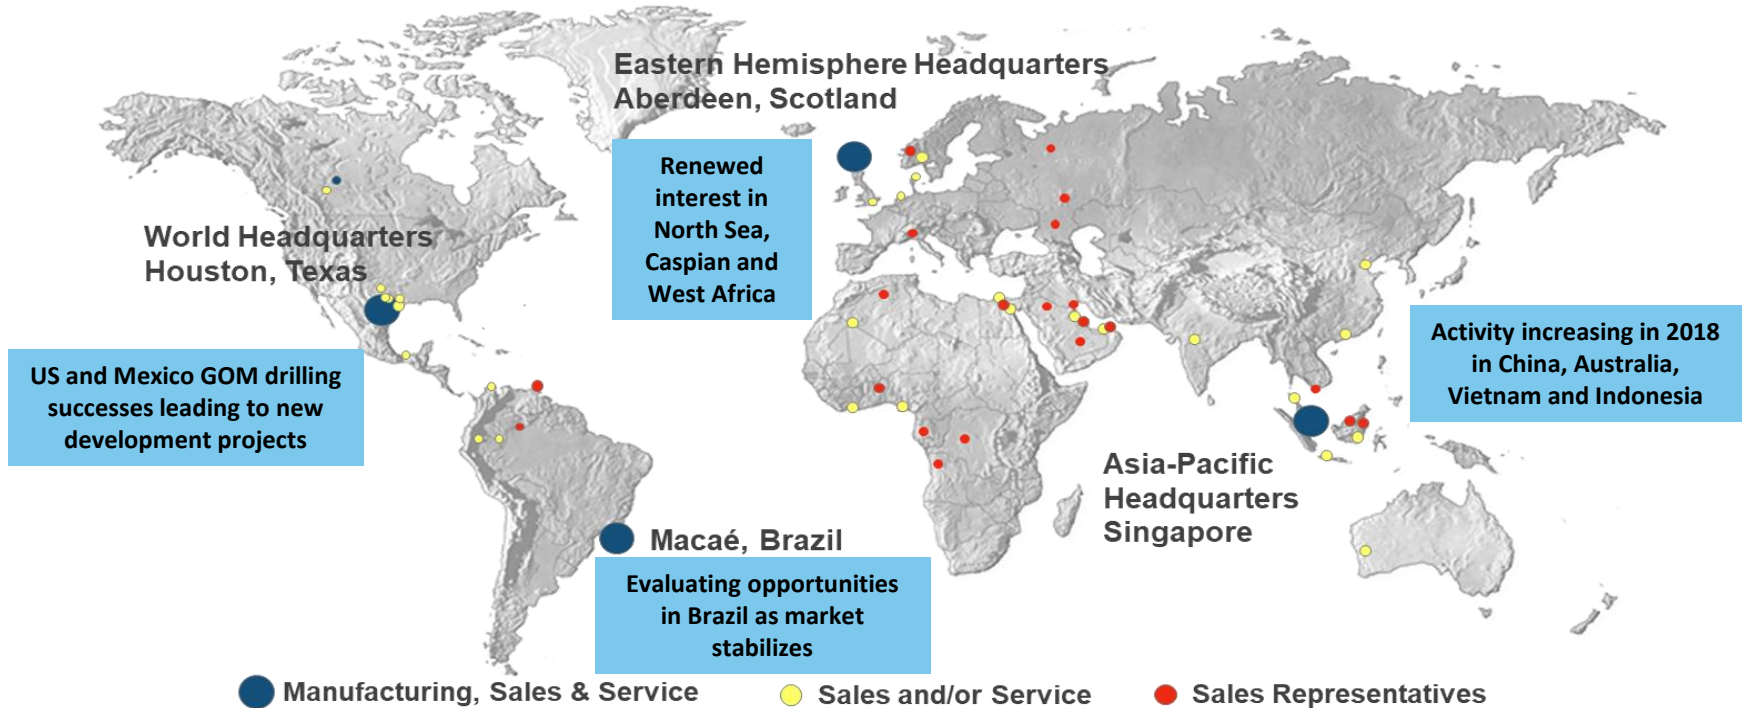 Eastern Hemisphere Headquarters
Aberdeen, Scotland
Renewed
interest in
North Sea,
Caspian and
West Africa
World Headquarters
Houston, Texas
US and Mexico GOM drilling
successes leading to new
development projects
Activity increasing in 2018
in China, Australia,
Vietnam and Indonesia
Asia-Pacific
Headquarters
Singapore
Macaé, Brazil
Evaluating opportunities
in Brazil as market
stabilizes
Manufacturing, Sales & Service
Sales and/or Service
Sales Representatives